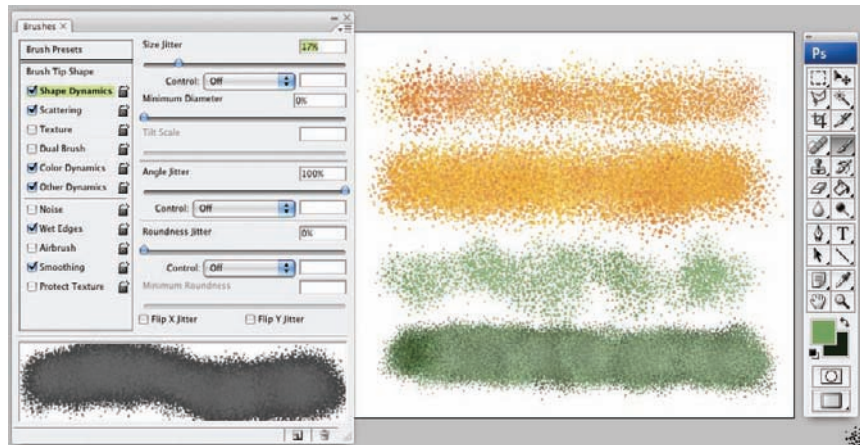 Brushes ×
Brush Presets
Brush Tip Shape
Shape Dynamics
Scattering
Texture
Dual Brush
Color Dynamics
Other Dynamics
Noise
Wet Edges
Airbrush
Smoothing
Protect Texture
Size Jitter 17%
Control: Off
Minimum Diameter 0%
Tilt Scale
Angle Jitter 100%
Control: Off
Roundness Jitter 0%
Control: Off
Minimum Roundness
Flip X Jitter Flip Y Jitter
Ps
T